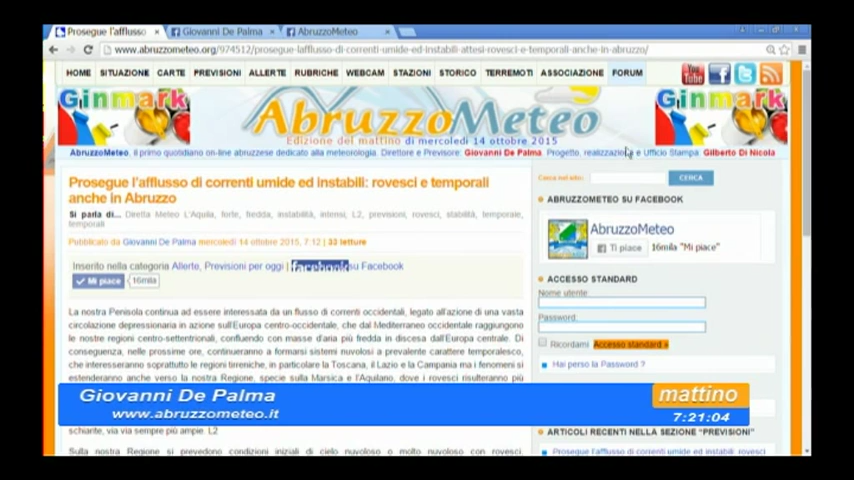 Prosegue l'afflusso
Giovanni De Palma
AbruzzoMeteo
www.abruzzometeo.org/974512/prosegue-lafflusso-di-correnti-umide-ed-instabili-attesi-rovesci-e-temporali-anche-in-abruzzo/
HOME SITUAZIONE CARTE PREVISIONI ALLERTE RUBRICHE WEBCAM STAZIONI STORICO TERREMOTI ASSOCIAZIONE FORUM
You Tube
Ginmark
AbruzzoMeteo
Ginmark
Edizione del mattino di mercoledì 14 ottobre 2015
AbruzzoMeteo, il primo quotidiano on-line abruzzese dedicato alla meteorologia. Direttore e Previsore: Giovanni De Palma Progetto, realizzazione e Ufficio Stampa: Gilberto Di Nicola
Prosegue l'afflusso di correnti umide ed instabili: rovesci e temporali
anche in Abruzzo
Si parla di... Diretta Meteo L'Aquila, forte, fredda, instabilità, intensi, L2, previsioni, rovesci, stabilità, temporale,
temporali
Pubblicato da Giovanni De Palma mercoledì 14 ottobre 2015, 7.12 | 33 letture
Inserito nella categoria Allerte, Previsioni per oggi | facebook su Facebook
Mi piace 16mila
La nostra Penisola continua ad essere interessata da un flusso di correnti occidentali, legato all'azione di una vasta
circolazione depressionaria in azione sull'Europa centro-occidentale, che dal Mediterraneo occidentale raggiungono
le nostre regioni centro-settentrionali, confluendo con masse d'aria più fredda in discesa dall'Europa centrale. Di
conseguenza, nelle prossime ore, continueranno a formarsi sistemi nuvolosi a prevalente carattere temporalesco,
che interesseranno soprattutto le regioni tirreniche, in particolare la Toscana, il Lazio e la Campania ma i fenomeni si
estenderanno anche verso la nostra Regione, specie sulla Marsica e l'Aquilano, dove i rovesci risulteranno più
schiarite, via via sempre più ampie. L2
Sulla nostra Regione si prevedono condizioni iniziali di cielo nuvoloso o molto nuvoloso con rovesci,
Cerca nel sito: CERCA
ABRUZZOMETEO SU FACEBOOK
AbruzzoMeteo
Ti piace 16mila "Mi piace"
ACCESSO STANDARD
Nome utente:
Password:
Ricordami Accesso standard »
Hai perso la Password ?
ARTICOLI RECENTI NELLA SEZIONE "PREVISIONI"
Prosegue l'afflusso di correnti umide ed instabili: rovesci
Giovanni De Palma
www.abruzzometeo.it
mattino
7:21:04